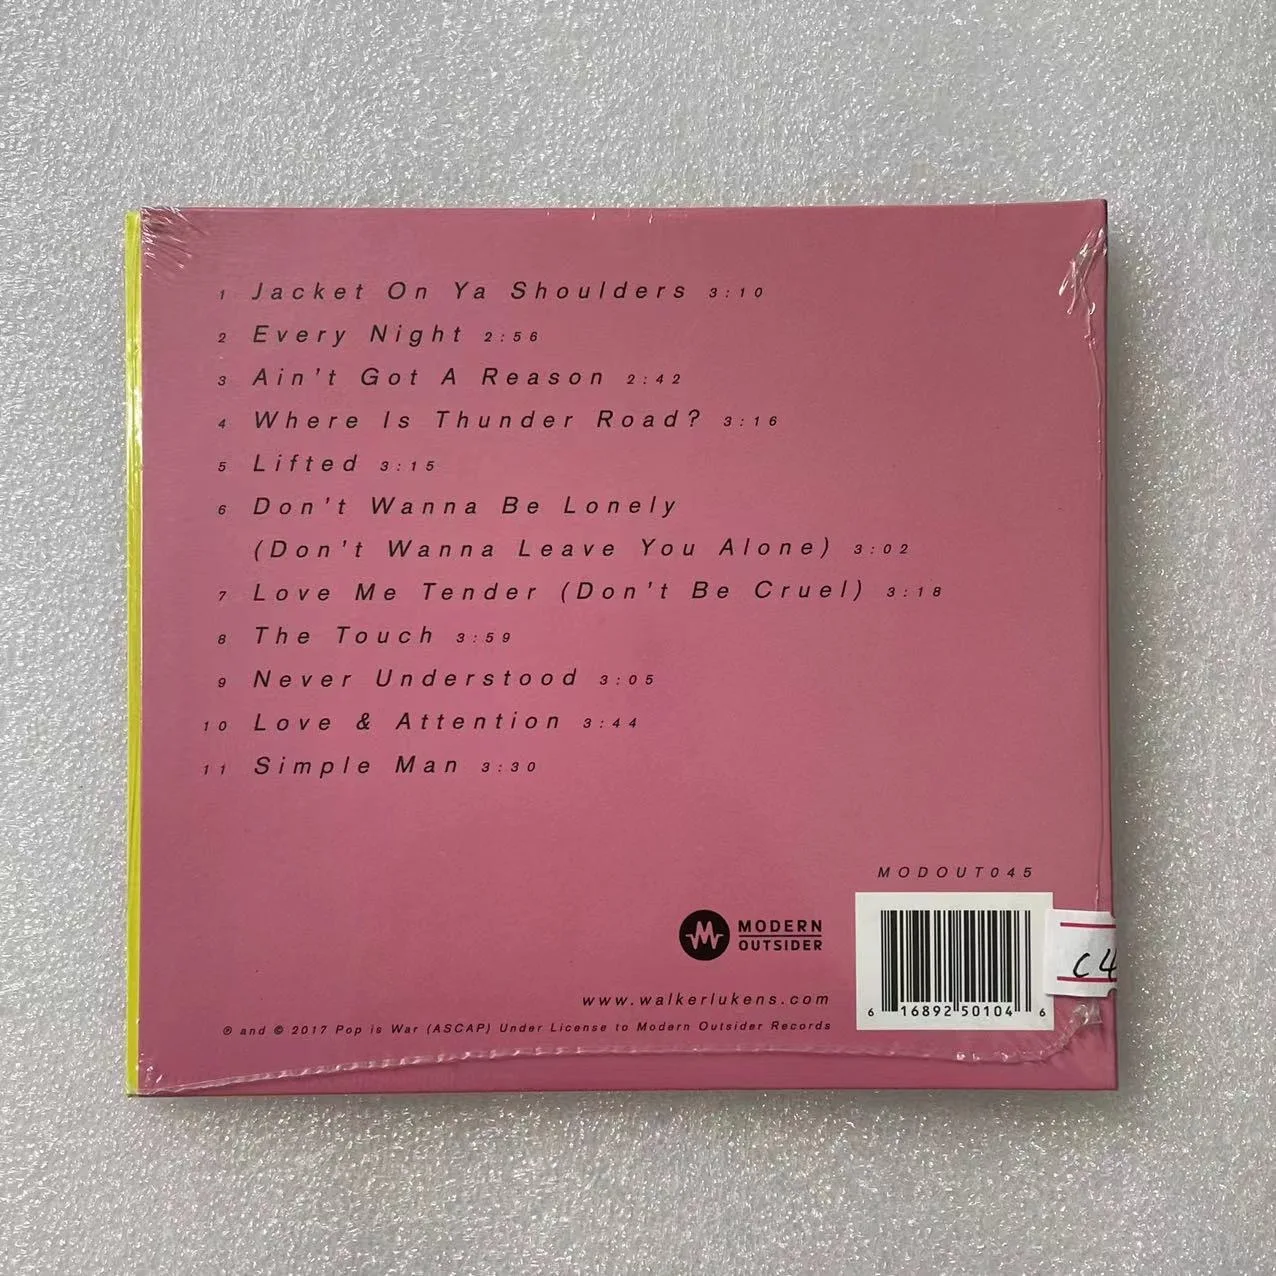 1 Jacket On Ya Shoulders 3:10
2 Every Night 2:56
3 Ain't Got A Reason 2:42
4 Where Is Thunder Road? 3:16
5 Lifted 3:15
6 Don't Wanna Be Lonely
(Don't Wanna Leave You Alone) 3:02
7 Love Me Tender (Don't Be Cruel) 3:18
8 The Touch 3:59
9 Never Understood 3:05
10 Love & Attention 3:44
11 Simple Man 3:30
MODOUT045
MODERN
OUTSIDER
C4
www.walkerlukens.com
6 16892 50104 6
℗ and © 2017 Pop is War (ASCAP) Under License to Modern Outsider Records